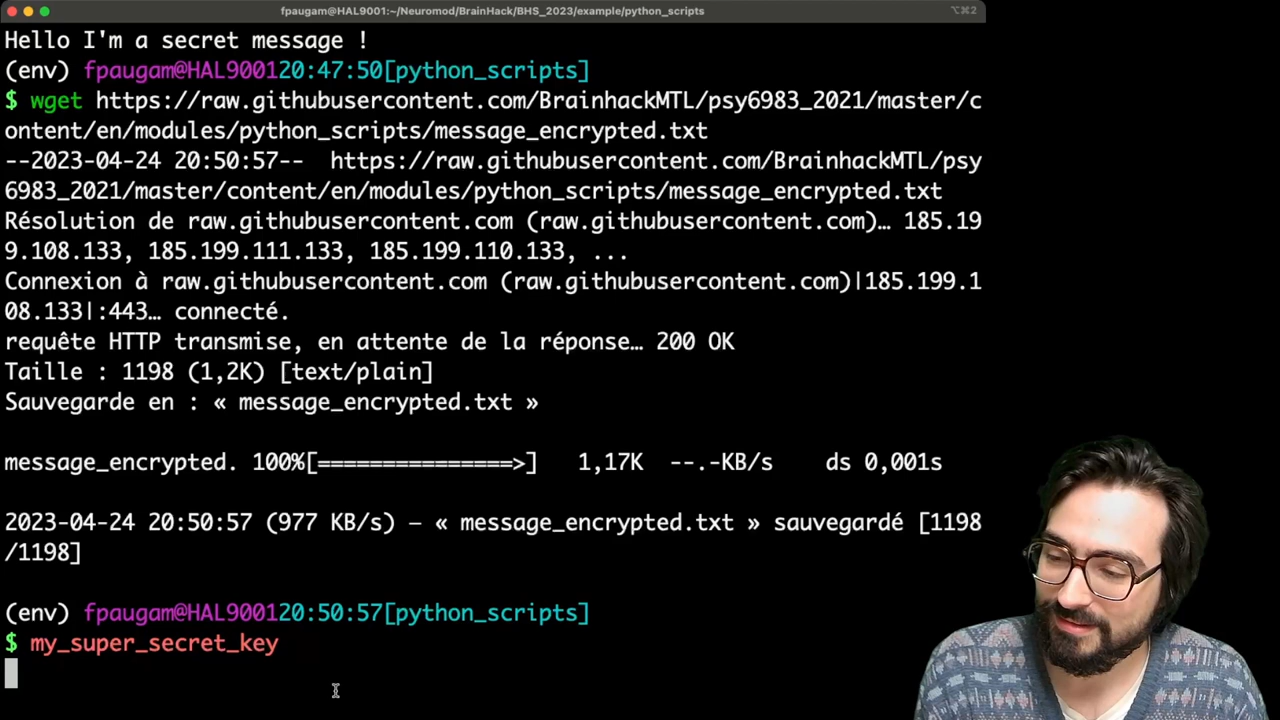 fpaugam@HAL9001:~/Neuromod/BrainHack/BHS_2023/example/python_scripts
⌥⌘2
Hello I'm a secret message !
(env) fpaugam@HAL900120:47:50[python_scripts]
$ wget https://raw.githubusercontent.com/BrainhackMTL/psy6983_2021/master/c
ontent/en/modules/python_scripts/message_encrypted.txt
--2023-04-24 20:50:57--  https://raw.githubusercontent.com/BrainhackMTL/psy
6983_2021/master/content/en/modules/python_scripts/message_encrypted.txt
Résolution de raw.githubusercontent.com (raw.githubusercontent.com)… 185.19
9.108.133, 185.199.111.133, 185.199.110.133, ...
Connexion à raw.githubusercontent.com (raw.githubusercontent.com)|185.199.1
08.133|:443… connecté.
requête HTTP transmise, en attente de la réponse… 200 OK
Taille : 1198 (1,2K) [text/plain]
Sauvegarde en : « message_encrypted.txt »
message_encrypted. 100%[===============>]   1,17K  --.-KB/s    ds 0,001s
2023-04-24 20:50:57 (977 KB/s) — « message_encrypted.txt » sauvegardé [1198
/1198]
(env) fpaugam@HAL900120:50:57[python_scripts]
$ my_super_secret_key